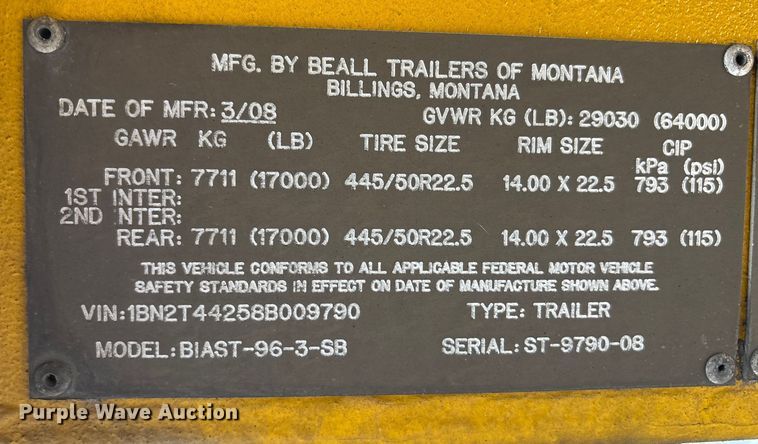 MFG. BY BEALL TRAILERS OF MONTANA
BILLINGS, MONTANA
DATE OF MFR: 3/08 GVWR KG (LB): 29030 (64000)
GAWR KG (LB) TIRE SIZE RIM SIZE CIP
kPa (psi)
FRONT: 7711 (17000) 445/50R22.5 14.00 X 22.5 793 (115)
1ST INTER:
2ND INTER:
REAR: 7711 (17000) 445/50R22.5 14.00 X 22.5 793 (115)
THIS VEHICLE CONFORMS TO ALL APPLICABLE FEDERAL MOTOR VEHICLE
SAFETY STANDARDS IN EFFECT ON DATE OF MANUFACTURE SHOWN ABOVE.
VIN:1BN2T44258B009790 TYPE: TRAILER
MODEL:BIAST-96-3-SB SERIAL: ST-9790-08
Purple Wave Auction